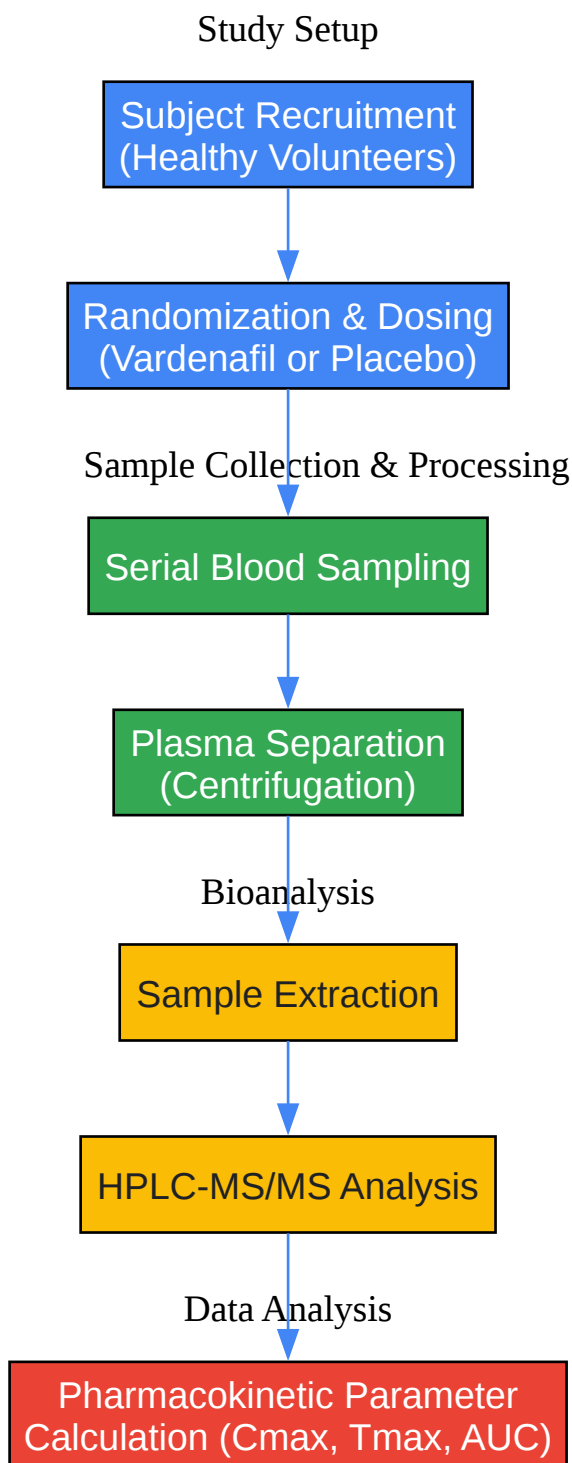 Study Setup
Subject Recruitment
(Healthy Volunteers)
Randomization & Dosing
(Vardenafil or Placebo)
Sample Collection & Processing
Serial Blood Sampling
Plasma Separation
(Centrifugation)
Bioanalysis
Sample Extraction
HPLC-MS/MS Analysis
Data Analysis
Pharmacokinetic Parameter
Calculation (Cmax, Tmax, AUC)